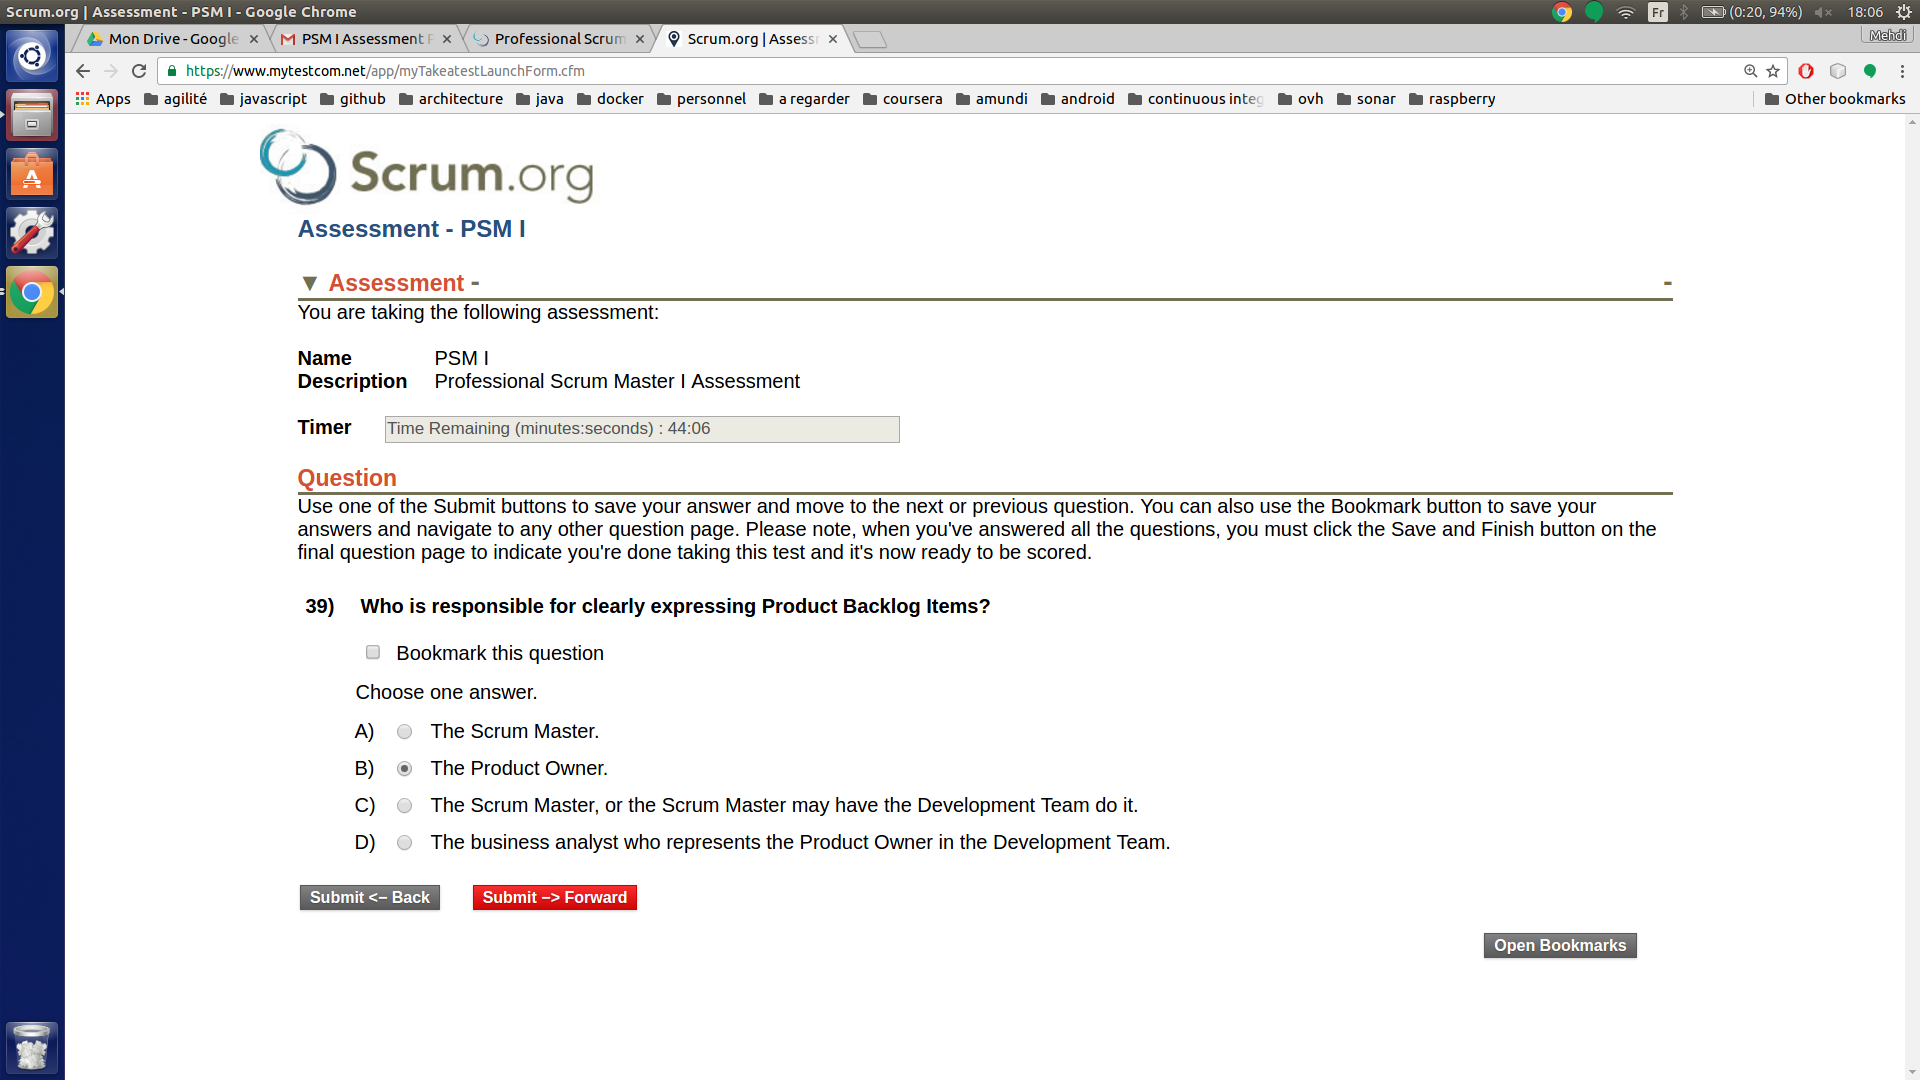 Scrum.org | Assessment - PSM I - Google Chrome
Fr
(0:20, 94%)
18:06
Mon Drive - Google
PSM I Assessment
Professional Scrum
Scrum.org | Assess
Mehdi
https://www.mytestcom.net/app/myTakeatestLaunchForm.cfm
Apps
agilité
javascript
github
architecture
java
docker
personnel
a regarder
coursera
amundi
android
continuous integ
ovh
sonar
raspberry
Other bookmarks
Scrum.org
Assessment - PSM I
▼ Assessment -
-
You are taking the following assessment:
Name PSM I
Description Professional Scrum Master I Assessment
Timer Time Remaining (minutes:seconds) : 44:06
Question
Use one of the Submit buttons to save your answer and move to the next or previous question. You can also use the Bookmark button to save your
answers and navigate to any other question page. Please note, when you've answered all the questions, you must click the Save and Finish button on the
final question page to indicate you're done taking this test and it's now ready to be scored.
39) Who is responsible for clearly expressing Product Backlog Items?
Bookmark this question
Choose one answer.
A) The Scrum Master.
B) The Product Owner.
C) The Scrum Master, or the Scrum Master may have the Development Team do it.
D) The business analyst who represents the Product Owner in the Development Team.
Submit <– Back
Submit –> Forward
Open Bookmarks